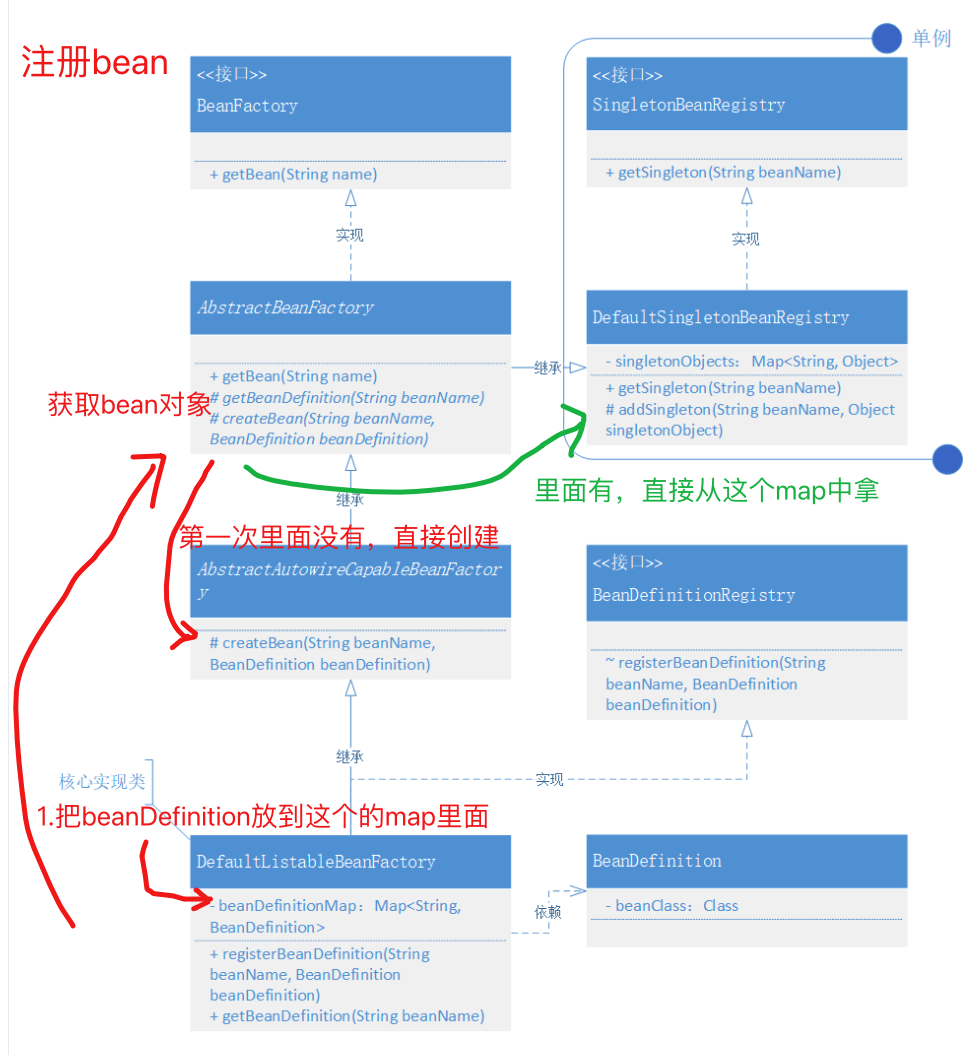 注册bean
单例
<<接口>>
BeanFactory
+ getBean(String name)
<<接口>>
SingletonBeanRegistry
+ getSingleton(String beanName)
实现
实现
AbstractBeanFactory
+ getBean(String name)
# getBeanDefinition(String beanName)
# createBean(String beanName,
BeanDefinition beanDefinition)
继承
DefaultSingletonBeanRegistry
- singletonObjects：Map<String, Object>
+ getSingleton(String beanName)
# addSingleton(String beanName, Object
singletonObject)
获取bean对象
里面有，直接从这个map中拿
继承
第一次里面没有，直接创建
AbstractAutowireCapableBeanFactor
y
# createBean(String beanName,
BeanDefinition beanDefinition)
<<接口>>
BeanDefinitionRegistry
~ registerBeanDefinition(String
beanName, BeanDefinition
beanDefinition)
继承
实现
核心实现类
1.把beanDefinition放到这个的map里面
DefaultListableBeanFactory
- beanDefinitionMap：Map<String,
BeanDefinition>
+ registerBeanDefinition(String
beanName, BeanDefinition
beanDefinition)
+ getBeanDefinition(String beanName)
依赖
BeanDefinition
- beanClass：Class